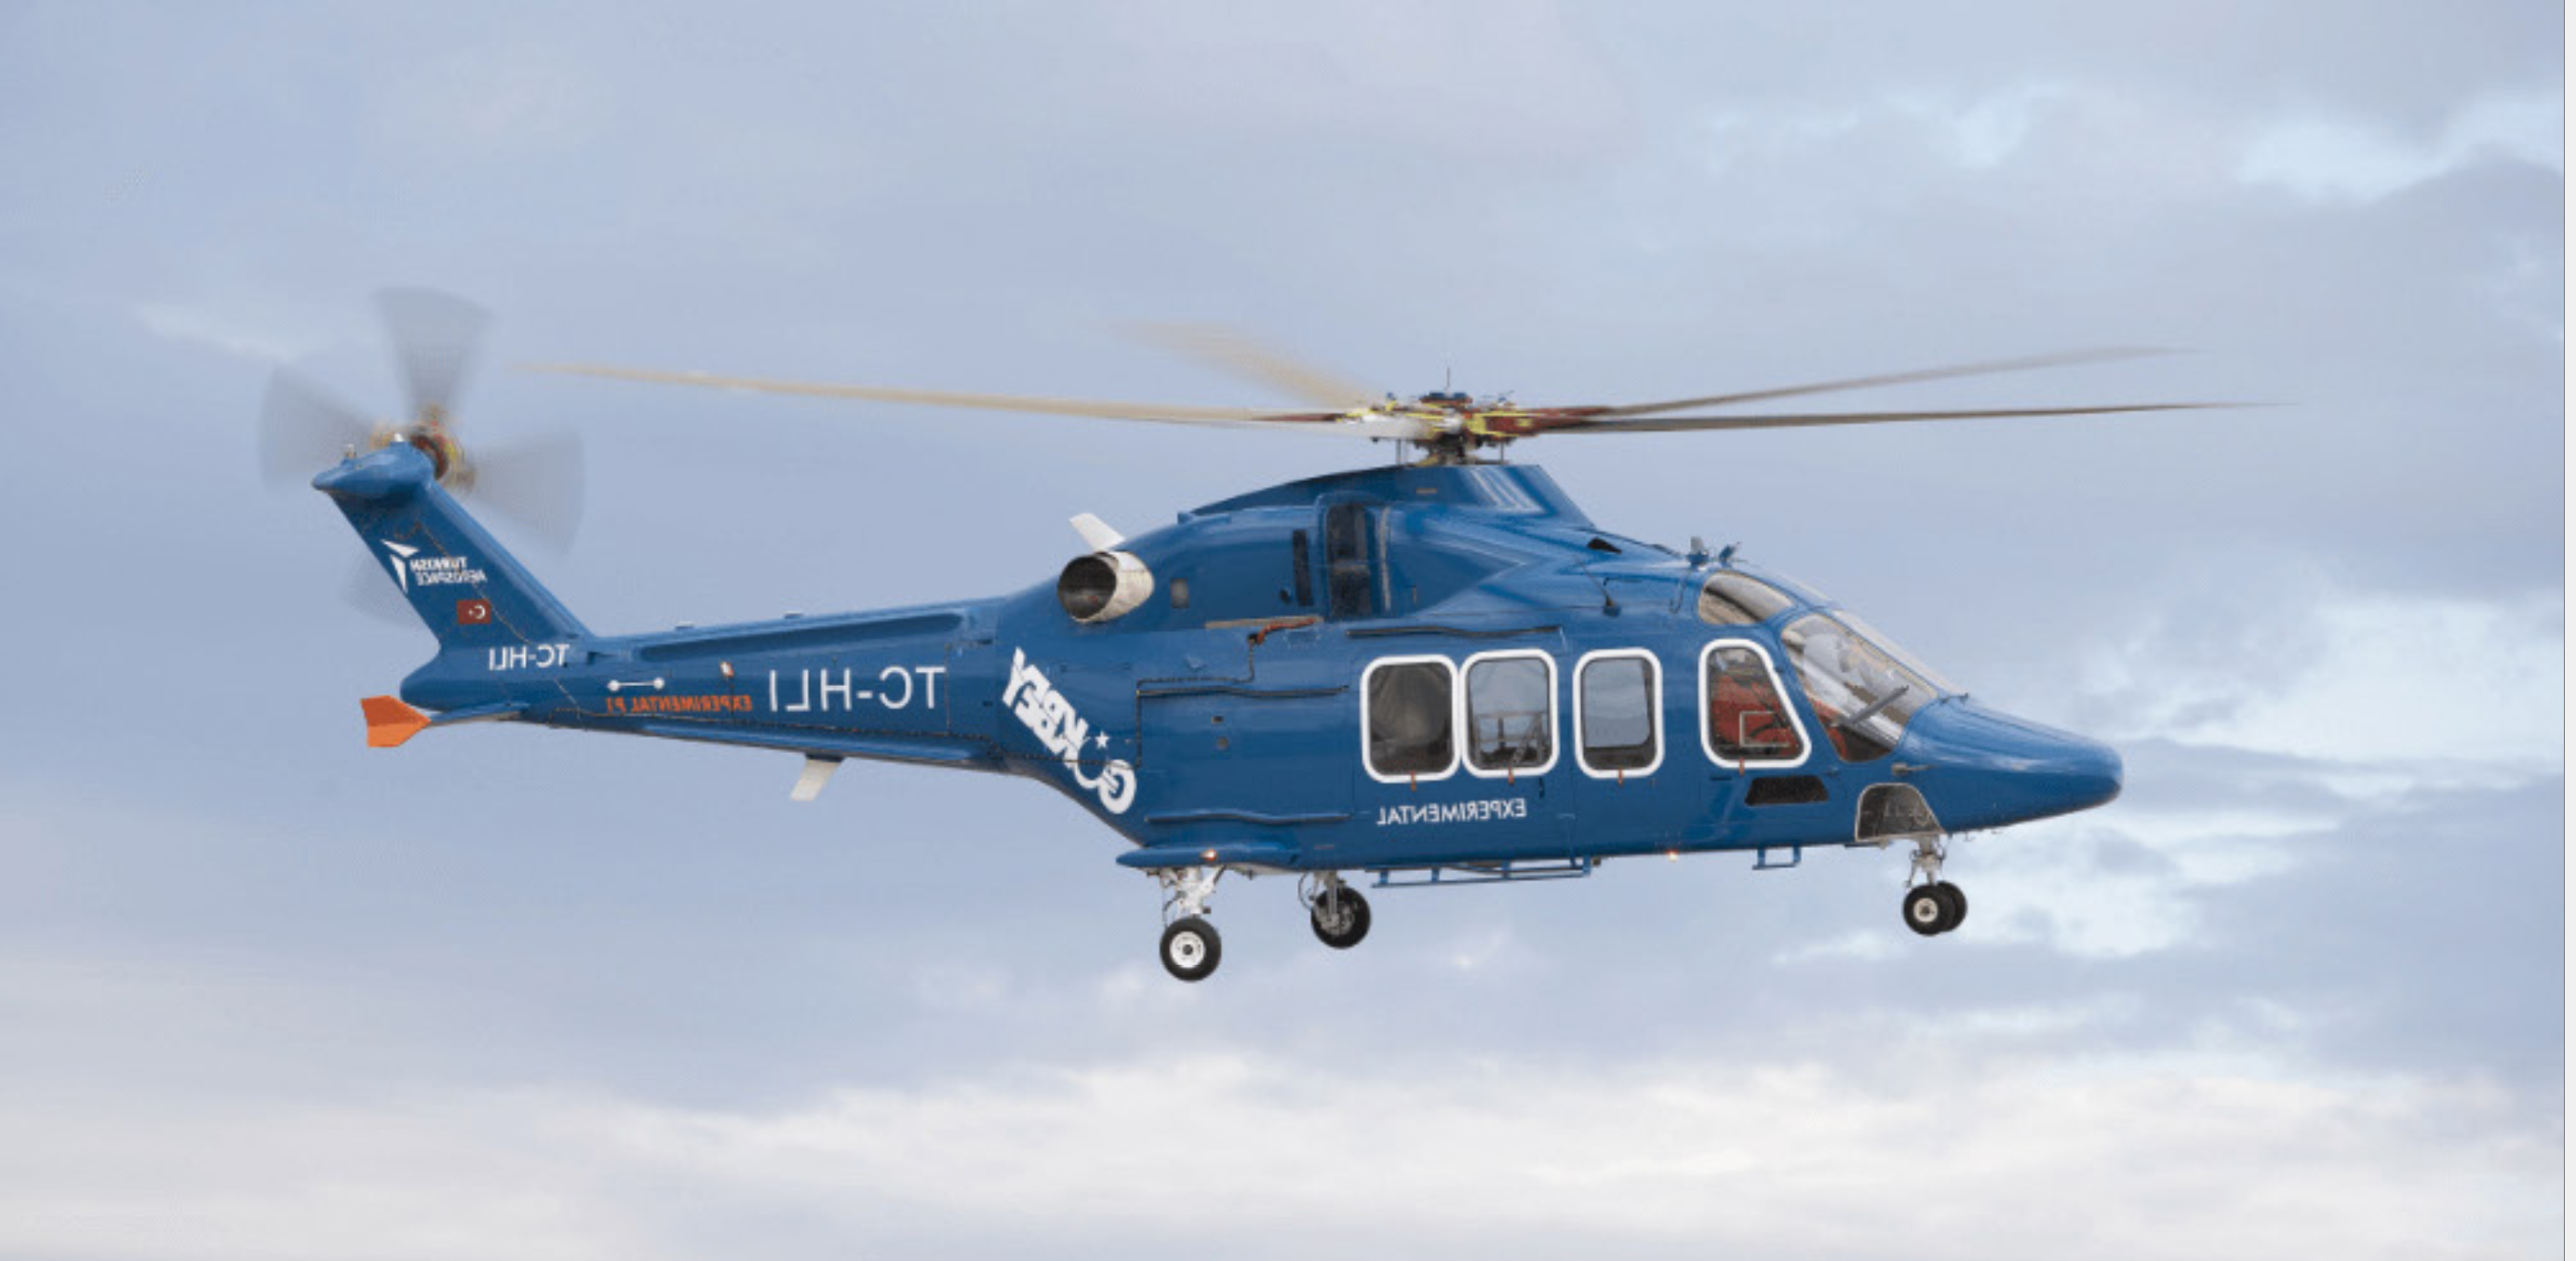 TURKISH
AEROSPACE
TC-HLI
EXPERIMENTAL P1
TC-HLI
GÖKBEY
EXPERIMENTAL